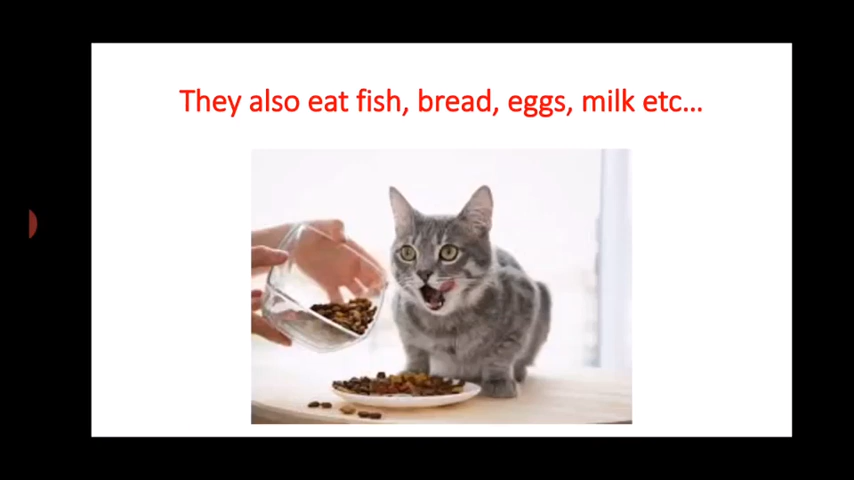 They also eat fish, bread, eggs, milk etc...